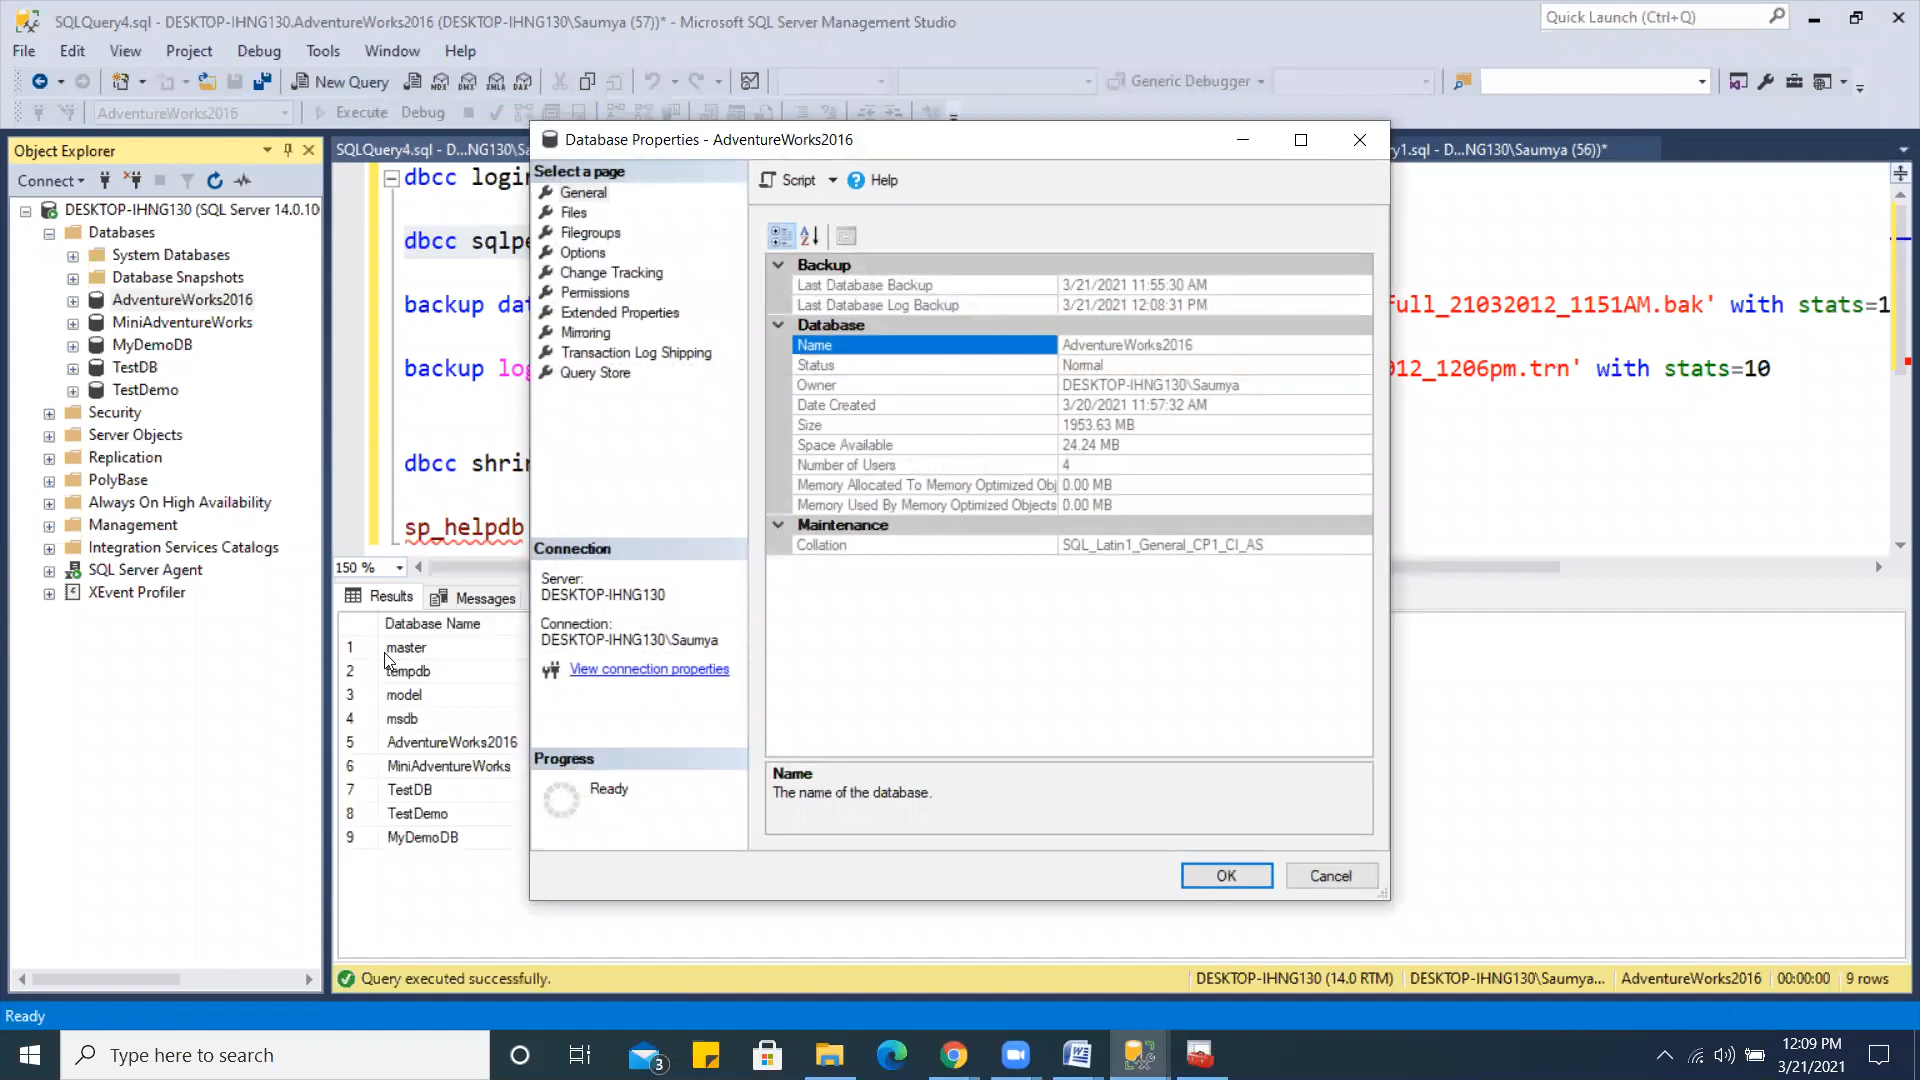 SQLQuery4.sql - DESKTOP-IHNG130.AdventureWorks2016 (DESKTOP-IHNG130\Saumya (57))* - Microsoft SQL Server Management Studio
Quick Launch (Ctrl+Q)
File Edit View Project Debug Tools Window Help
New Query MDX DMX XMLA DAX Generic Debugger
AdventureWorks2016 Execute Debug
Object Explorer
Connect
DESKTOP-IHNG130 (SQL Server 14.0.10
Databases
System Databases
Database Snapshots
AdventureWorks2016
MiniAdventureWorks
MyDemoDB
TestDB
TestDemo
Security
Server Objects
Replication
PolyBase
Always On High Availability
Management
Integration Services Catalogs
SQL Server Agent
XEvent Profiler
SQLQuery4.sql - D...NG130\Sa
y1.sql - D...NG130\Saumya (56))*
dbcc login
dbcc sqlpe
backup dat
full_21032012_1151AM.bak' with stats=1
backup log
012_1206pm.trn' with stats=10
dbcc shrin
sp_helpdb
150 %
Results Messages
Database Name
1 master
2 tempdb
3 model
4 msdb
5 AdventureWorks2016
6 MiniAdventureWorks
7 TestDB
8 TestDemo
9 MyDemoDB
Database Properties - AdventureWorks2016
Select a page
General
Files
Filegroups
Options
Change Tracking
Permissions
Extended Properties
Mirroring
Transaction Log Shipping
Query Store
Connection
Server:
DESKTOP-IHNG130
Connection:
DESKTOP-IHNG130\Saumya
View connection properties
Progress
Ready
Script Help
Backup
Last Database Backup 3/21/2021 11:55:30 AM
Last Database Log Backup 3/21/2021 12:08:31 PM
Database
Name AdventureWorks2016
Status Normal
Owner DESKTOP-IHNG130\Saumya
Date Created 3/20/2021 11:57:32 AM
Size 1953.63 MB
Space Available 24.24 MB
Number of Users 4
Memory Allocated To Memory Optimized Obj 0.00 MB
Memory Used By Memory Optimized Objects 0.00 MB
Maintenance
Collation SQL_Latin1_General_CP1_CI_AS
Name
The name of the database.
OK Cancel
Query executed successfully. DESKTOP-IHNG130 (14.0 RTM) DESKTOP-IHNG130\Saumya... AdventureWorks2016 00:00:00 9 rows
Ready
Type here to search
3
12:09 PM
3/21/2021